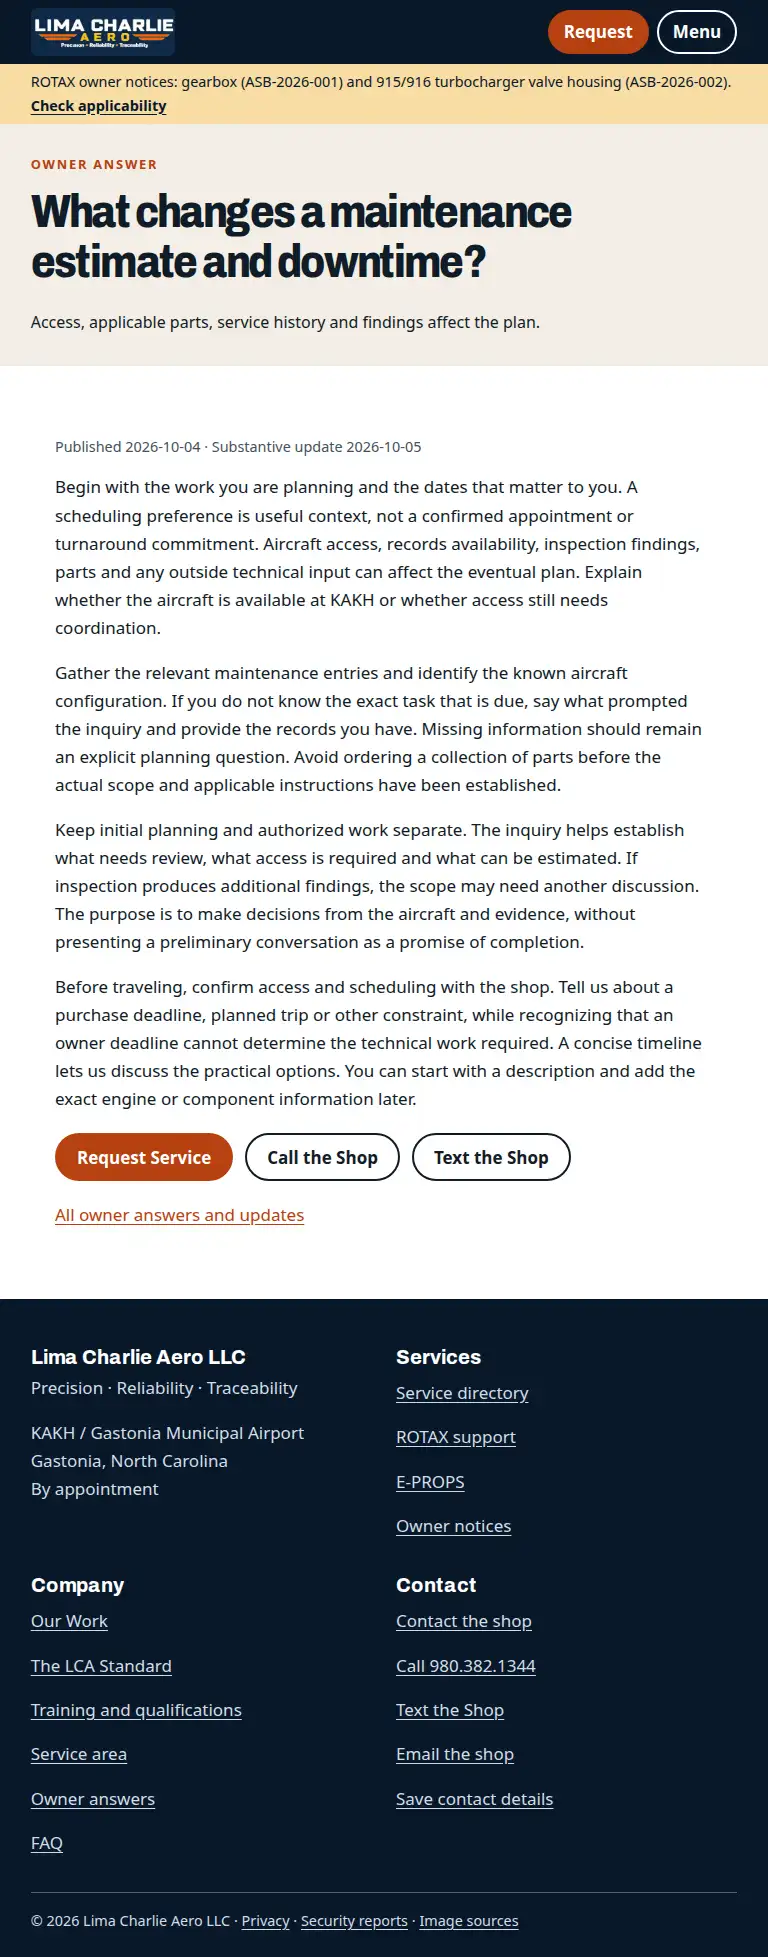 LIMA CHARLIE
AERO
Precision • Reliability • Traceability
Request
Menu
ROTAX owner notices: gearbox (ASB-2026-001) and 915/916 turbocharger valve housing (ASB-2026-002).
Check applicability
OWNER ANSWER
What changes a maintenance
estimate and downtime?
Access, applicable parts, service history and findings affect the plan.
Published 2026-10-04 · Substantive update 2026-10-05
Begin with the work you are planning and the dates that matter to you. A
scheduling preference is useful context, not a confirmed appointment or
turnaround commitment. Aircraft access, records availability, inspection findings,
parts and any outside technical input can affect the eventual plan. Explain
whether the aircraft is available at KAKH or whether access still needs
coordination.
Gather the relevant maintenance entries and identify the known aircraft
configuration. If you do not know the exact task that is due, say what prompted
the inquiry and provide the records you have. Missing information should remain
an explicit planning question. Avoid ordering a collection of parts before the
actual scope and applicable instructions have been established.
Keep initial planning and authorized work separate. The inquiry helps establish
what needs review, what access is required and what can be estimated. If
inspection produces additional findings, the scope may need another discussion.
The purpose is to make decisions from the aircraft and evidence, without
presenting a preliminary conversation as a promise of completion.
Before traveling, confirm access and scheduling with the shop. Tell us about a
purchase deadline, planned trip or other constraint, while recognizing that an
owner deadline cannot determine the technical work required. A concise timeline
lets us discuss the practical options. You can start with a description and add the
exact engine or component information later.
Request Service
Call the Shop
Text the Shop
All owner answers and updates
Lima Charlie Aero LLC
Precision · Reliability · Traceability
KAKH / Gastonia Municipal Airport
Gastonia, North Carolina
By appointment
Services
Service directory
ROTAX support
E-PROPS
Owner notices
Company
Our Work
The LCA Standard
Training and qualifications
Service area
Owner answers
FAQ
Contact
Contact the shop
Call 980.382.1344
Text the Shop
Email the shop
Save contact details
© 2026 Lima Charlie Aero LLC · Privacy · Security reports · Image sources